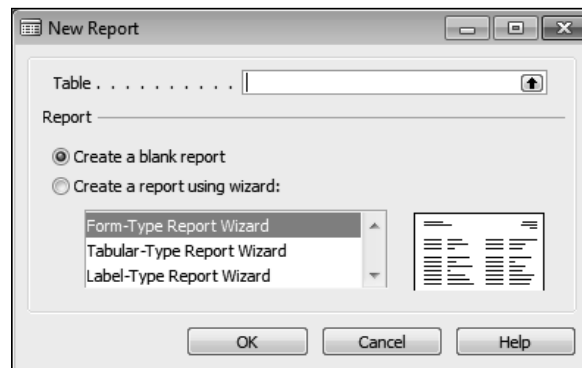 New Report
Table . . . . . . . . . .
Report
Create a blank report
Create a report using wizard:
Form-Type Report Wizard
Tabular-Type Report Wizard
Label-Type Report Wizard
OK Cancel Help